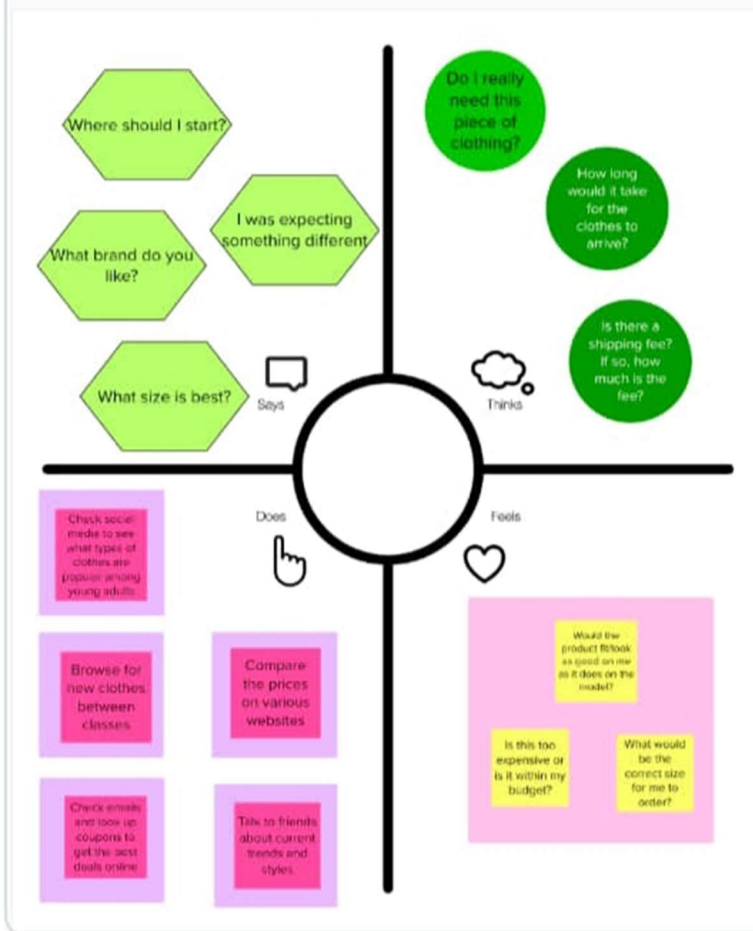 Where should I start?
I was expecting
something different
What brand do you
like?
What size is best?
Says
Do I really
need this
piece of
clothing?
How long
would it take
for the
clothes to
arrive?
Is there a
shipping fee?
If so, how
much is the
fee?
Thinks
Does
Check social
media to see
what types of
clothes are
popular among
young adults
Browse for
new clothes
between
classes
Compare
the prices
on various
websites
Check emails
and look up
coupons to
get the best
deals online
Talk to friends
about current
trends and
styles
Feels
Would the
product fit/look
as good on me
as it does on the
model?
Is this too
expensive or
is it within my
budget?
What would
be the
correct size
for me to
order?